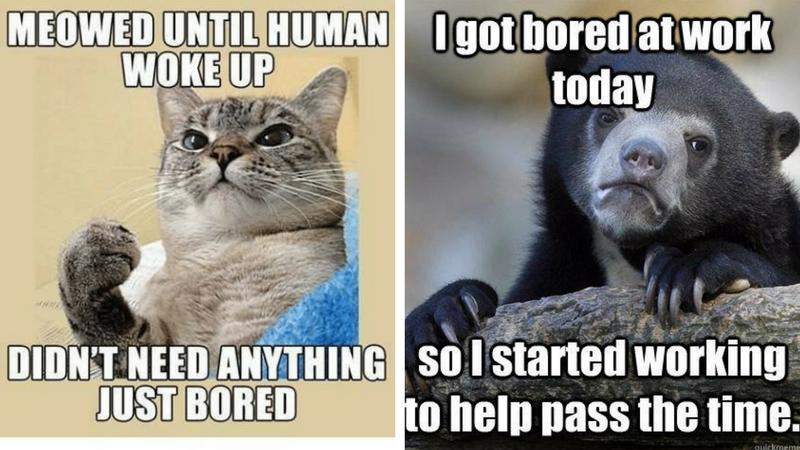 MEOWED UNTIL HUMAN
WOKE UP
DIDN'T NEED ANYTHING
JUST BORED
I got bored at work
today
so I started working
to help pass the time.
quickmeme